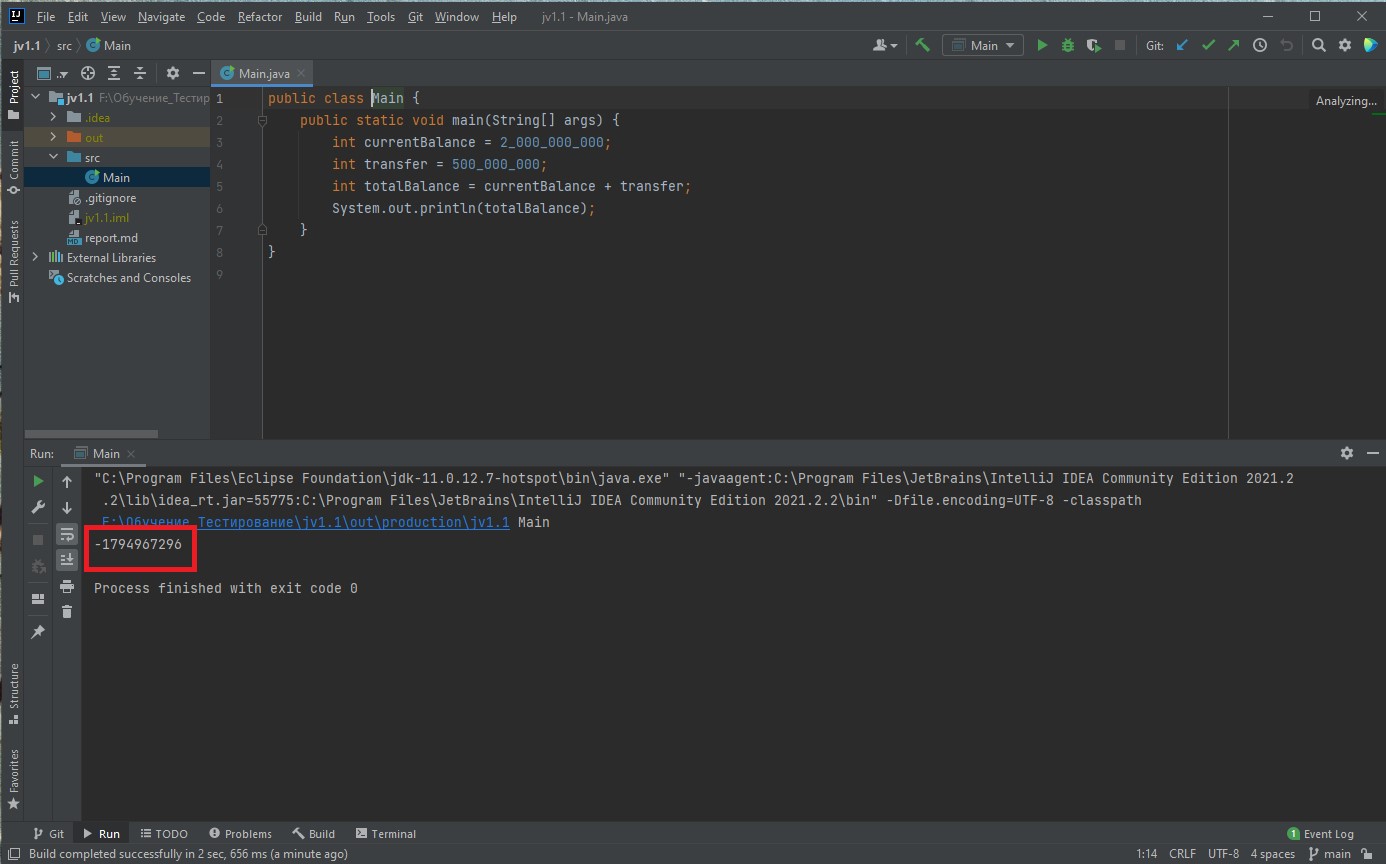 File Edit View Navigate Code Refactor Build Run Tools Git Window Help jv1.1 - Main.java
jv1.1 src Main
Main
Git:
Project
Commit
Pull Requests
Structure
Favorites
jv1.1 F:\Обучение_Тестир
.idea
out
src
Main
.gitignore
jv1.1.iml
report.md
External Libraries
Scratches and Consoles
Main.java
Analyzing...
1 public class Main {
2 public static void main(String[] args) {
3 int currentBalance = 2_000_000_000;
4 int transfer = 500_000_000;
5 int totalBalance = currentBalance + transfer;
6 System.out.println(totalBalance);
7 }
8 }
9
Run: Main
"C:\Program Files\Eclipse Foundation\jdk-11.0.12.7-hotspot\bin\java.exe" "-javaagent:C:\Program Files\JetBrains\IntelliJ IDEA Community Edition 2021.2
.2\lib\idea_rt.jar=55775:C:\Program Files\JetBrains\IntelliJ IDEA Community Edition 2021.2.2\bin" -Dfile.encoding=UTF-8 -classpath
F:\Обучение_Тестирование\jv1.1\out\production\jv1.1 Main
-1794967296
Process finished with exit code 0
Git Run TODO Problems Build Terminal 1 Event Log
Build completed successfully in 2 sec, 656 ms (a minute ago) 1:14 CRLF UTF-8 4 spaces main